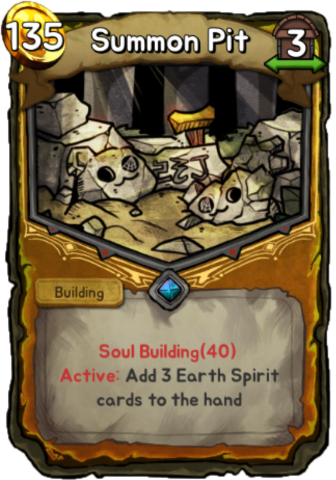 135
Summon Pit
3
Building
Soul Building(40)
Active: Add 3 Earth Spirit
cards to the hand